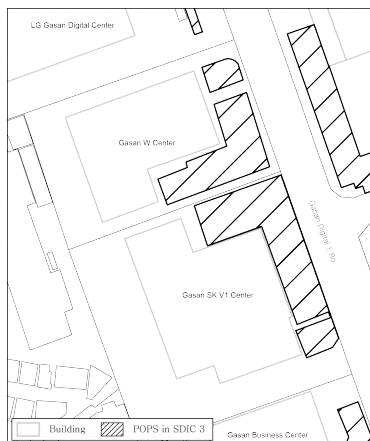 LG Gasan Digital Center
Gasan W Center
Gasan Digital 1 Ro
Gasan SK V1 Center
Building
POPS in SDIC 3
Gasan Business Center